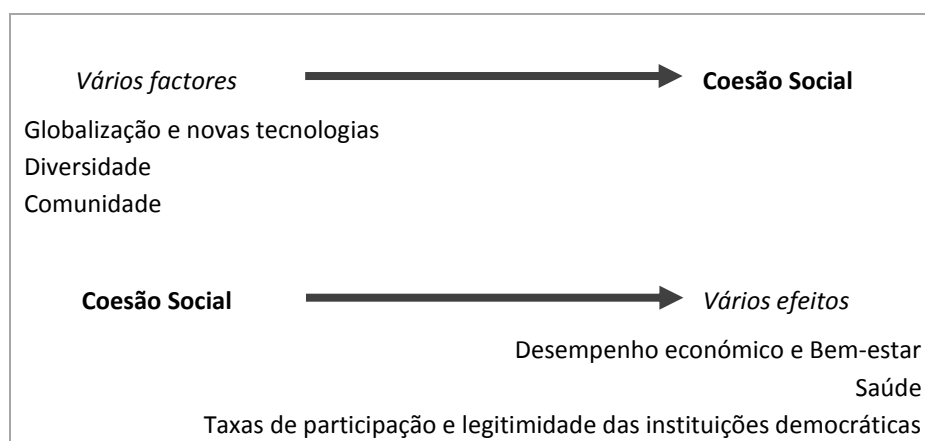 Vários factores Coesão Social
Globalização e novas tecnologias
Diversidade
Comunidade
Coesão Social Vários efeitos
Desempenho económico e Bem-estar
Saúde
Taxas de participação e legitimidade das instituições democráticas